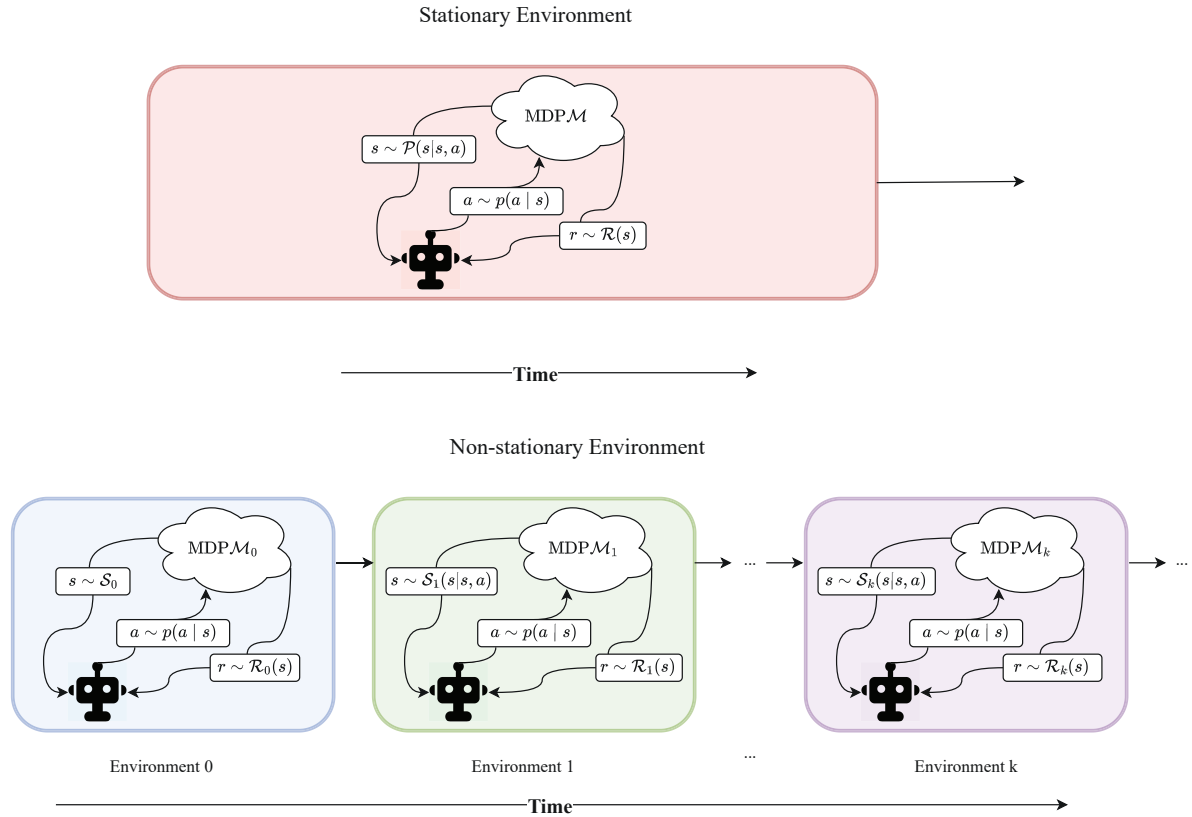 Stationary Environment
MDP𝓜
s ∼ 𝒫(s|s, a)
a ∼ p(a | s)
r ∼ ℛ(s)
Time
Non-stationary Environment
MDP𝓜₀
s ∼ 𝒮₀
a ∼ p(a | s)
r ∼ ℛ₀(s)
MDP𝓜₁
s ∼ 𝒮₁(s|s, a)
a ∼ p(a | s)
r ∼ ℛ₁(s)
...
MDP𝓜ₖ
s ∼ 𝒮ₖ(s|s, a)
a ∼ p(a | s)
r ∼ ℛₖ(s)
...
Environment 0
Environment 1
...
Environment k
Time